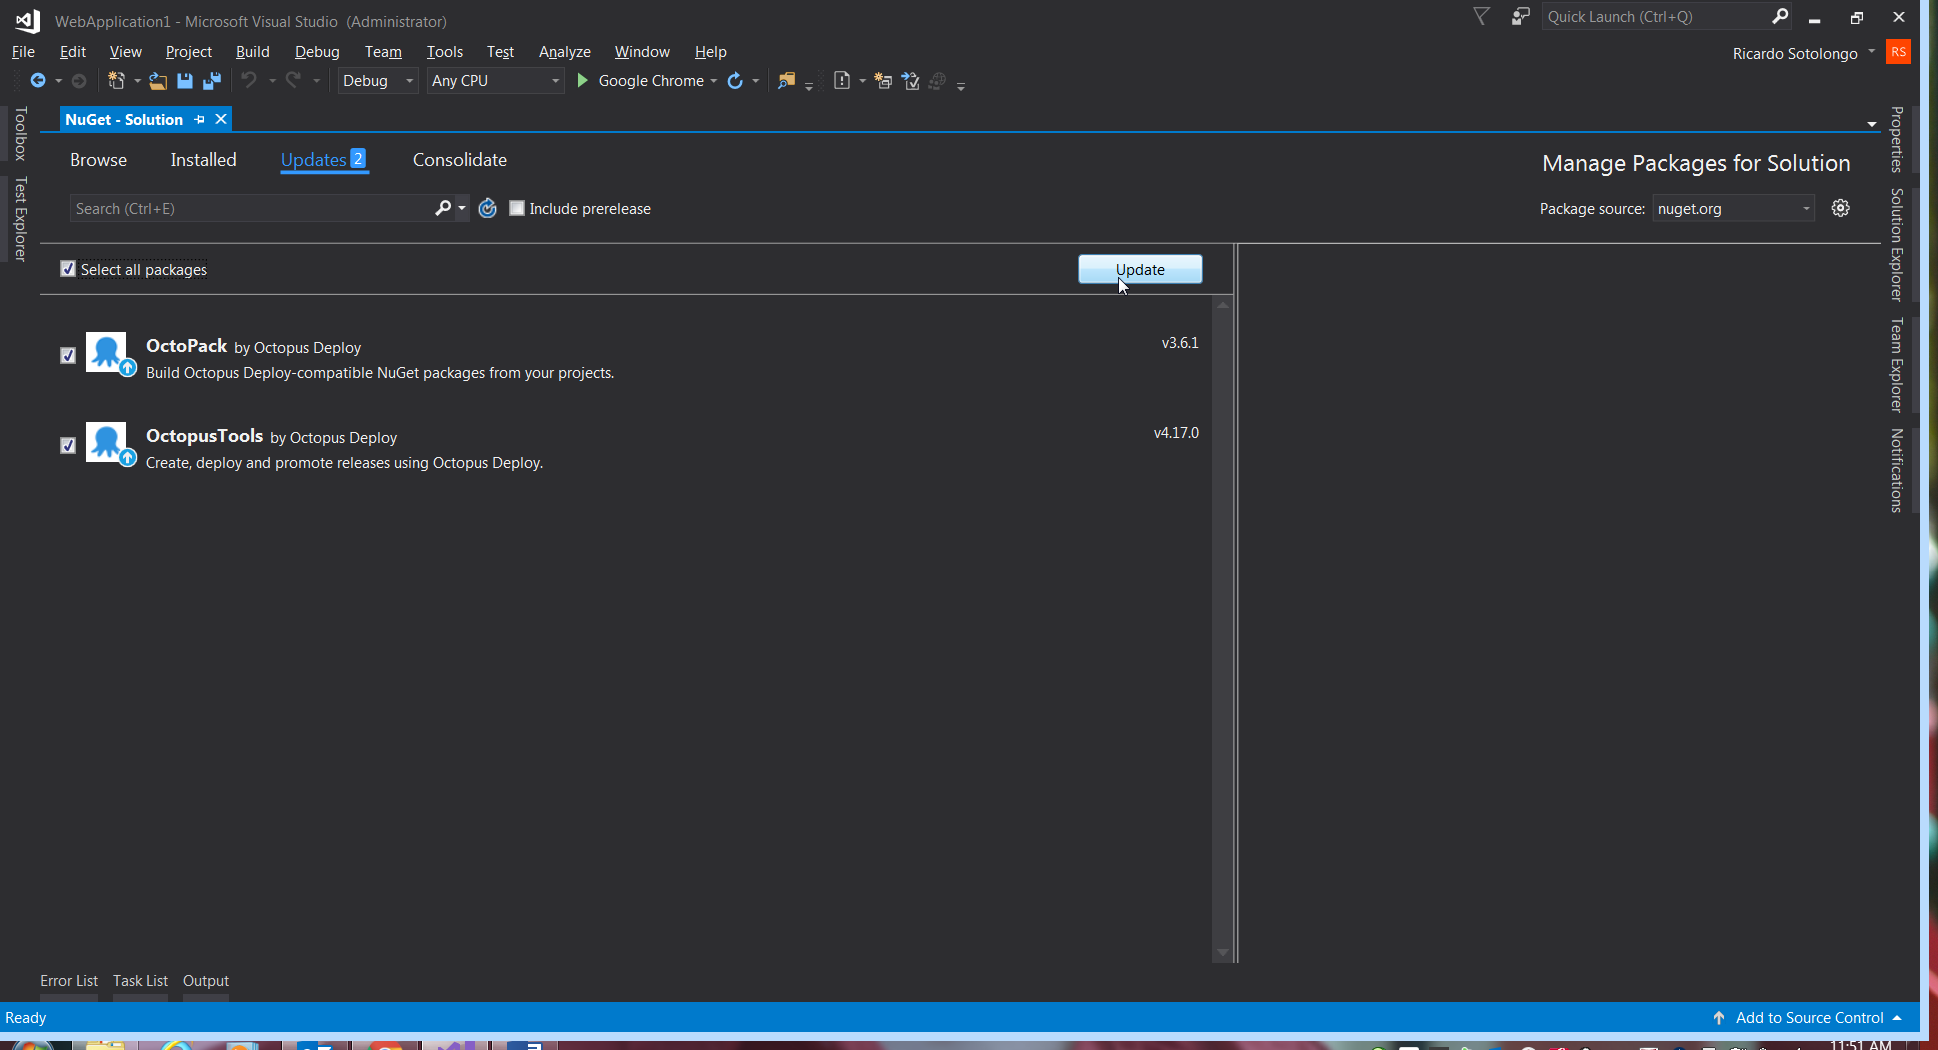 WebApplication1 - Microsoft Visual Studio (Administrator)
Quick Launch (Ctrl+Q)
File Edit View Project Build Debug Team Tools Test Analyze Window Help
Ricardo Sotolongo
RS
Debug
Any CPU
Google Chrome
Toolbox
Test Explorer
NuGet - Solution
Browse Installed Updates 2 Consolidate
Manage Packages for Solution
Search (Ctrl+E)
Include prerelease
Package source: nuget.org
Select all packages
Update
OctoPack by Octopus Deploy
v3.6.1
Build Octopus Deploy-compatible NuGet packages from your projects.
OctopusTools by Octopus Deploy
v4.17.0
Create, deploy and promote releases using Octopus Deploy.
Properties
Solution Explorer
Team Explorer
Notifications
Error List Task List Output
Ready
Add to Source Control
11:51 AM